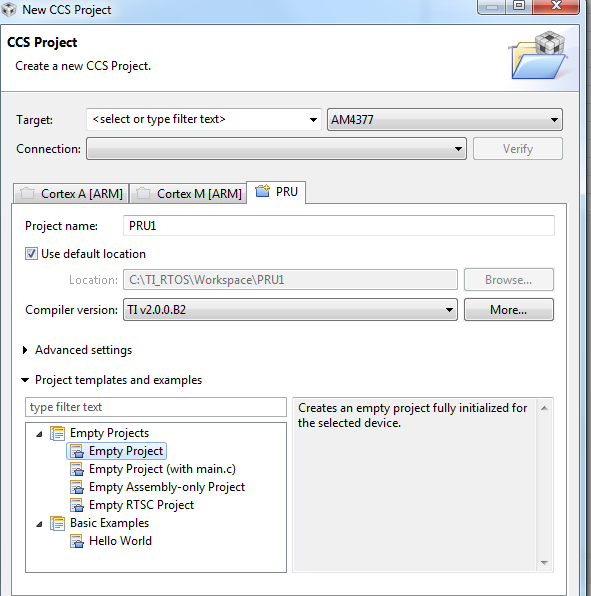 New CCS Project
CCS Project
Create a new CCS Project.
Target: <select or type filter text> AM4377
Connection: Verify
Cortex A [ARM] Cortex M [ARM] PRU
Project name: PRU1
Use default location
Location: C:\TI_RTOS\Workspace\PRU1 Browse...
Compiler version: TI v2.0.0.B2 More...
Advanced settings
Project templates and examples
type filter text
Creates an empty project fully initialized for
the selected device.
Empty Projects
Empty Project
Empty Project (with main.c)
Empty Assembly-only Project
Empty RTSC Project
Basic Examples
Hello World